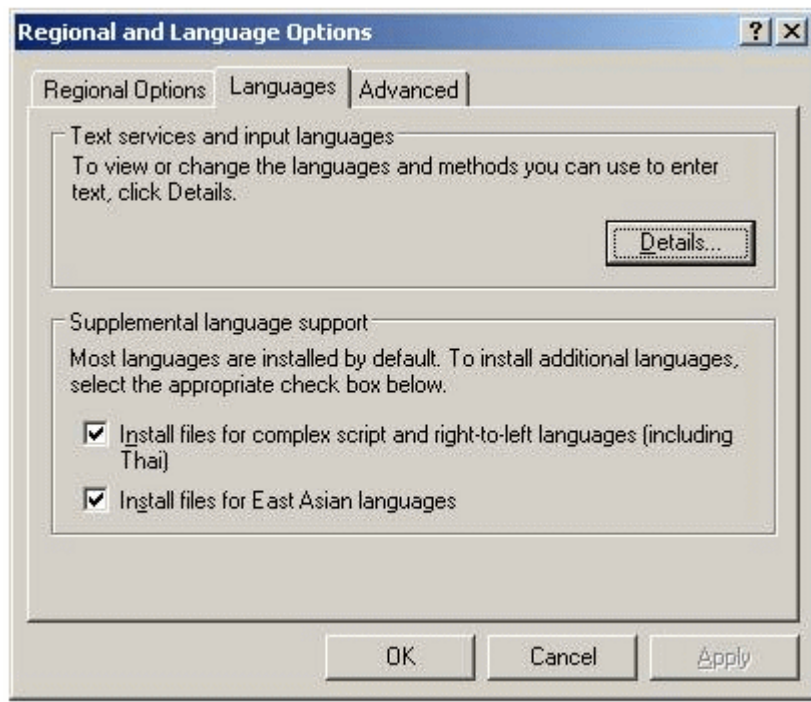 Regional and Language Options
Regional Options
Languages
Advanced
Text services and input languages
To view or change the languages and methods you can use to enter
text, click Details.
Details...
Supplemental language support
Most languages are installed by default. To install additional languages,
select the appropriate check box below.
Install files for complex script and right-to-left languages (including
Thai)
Install files for East Asian languages
OK
Cancel
Apply